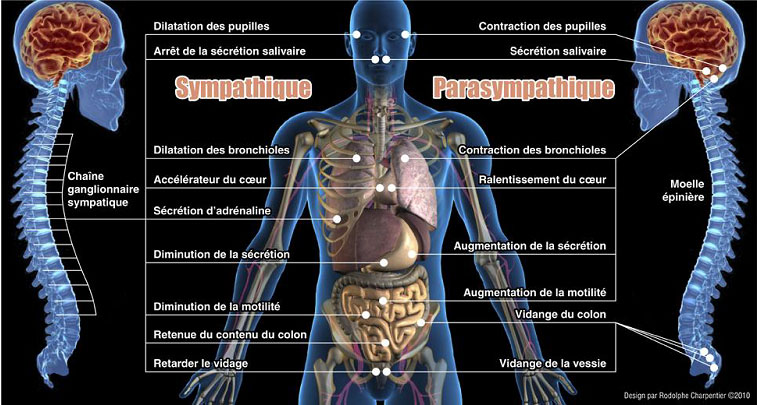 Dilatation des pupilles
Contraction des pupilles
Arrêt de la sécrétion salivaire
Sécrétion salivaire
Sympathique
Parasympathique
Dilatation des bronchioles
Contraction des bronchioles
Chaîne
ganglionnaire
sympatique
Accélérateur du cœur
Ralentissement du cœur
Moelle
épinière
Sécrétion d'adrénaline
Diminution de la sécrétion
Augmentation de la sécrétion
Diminution de la motilité
Augmentation de la motilité
Vidange du colon
Retenue du contenu du colon
Retarder le vidage
Vidange de la vessie
Design par Rodolphe Charpentier ©2010